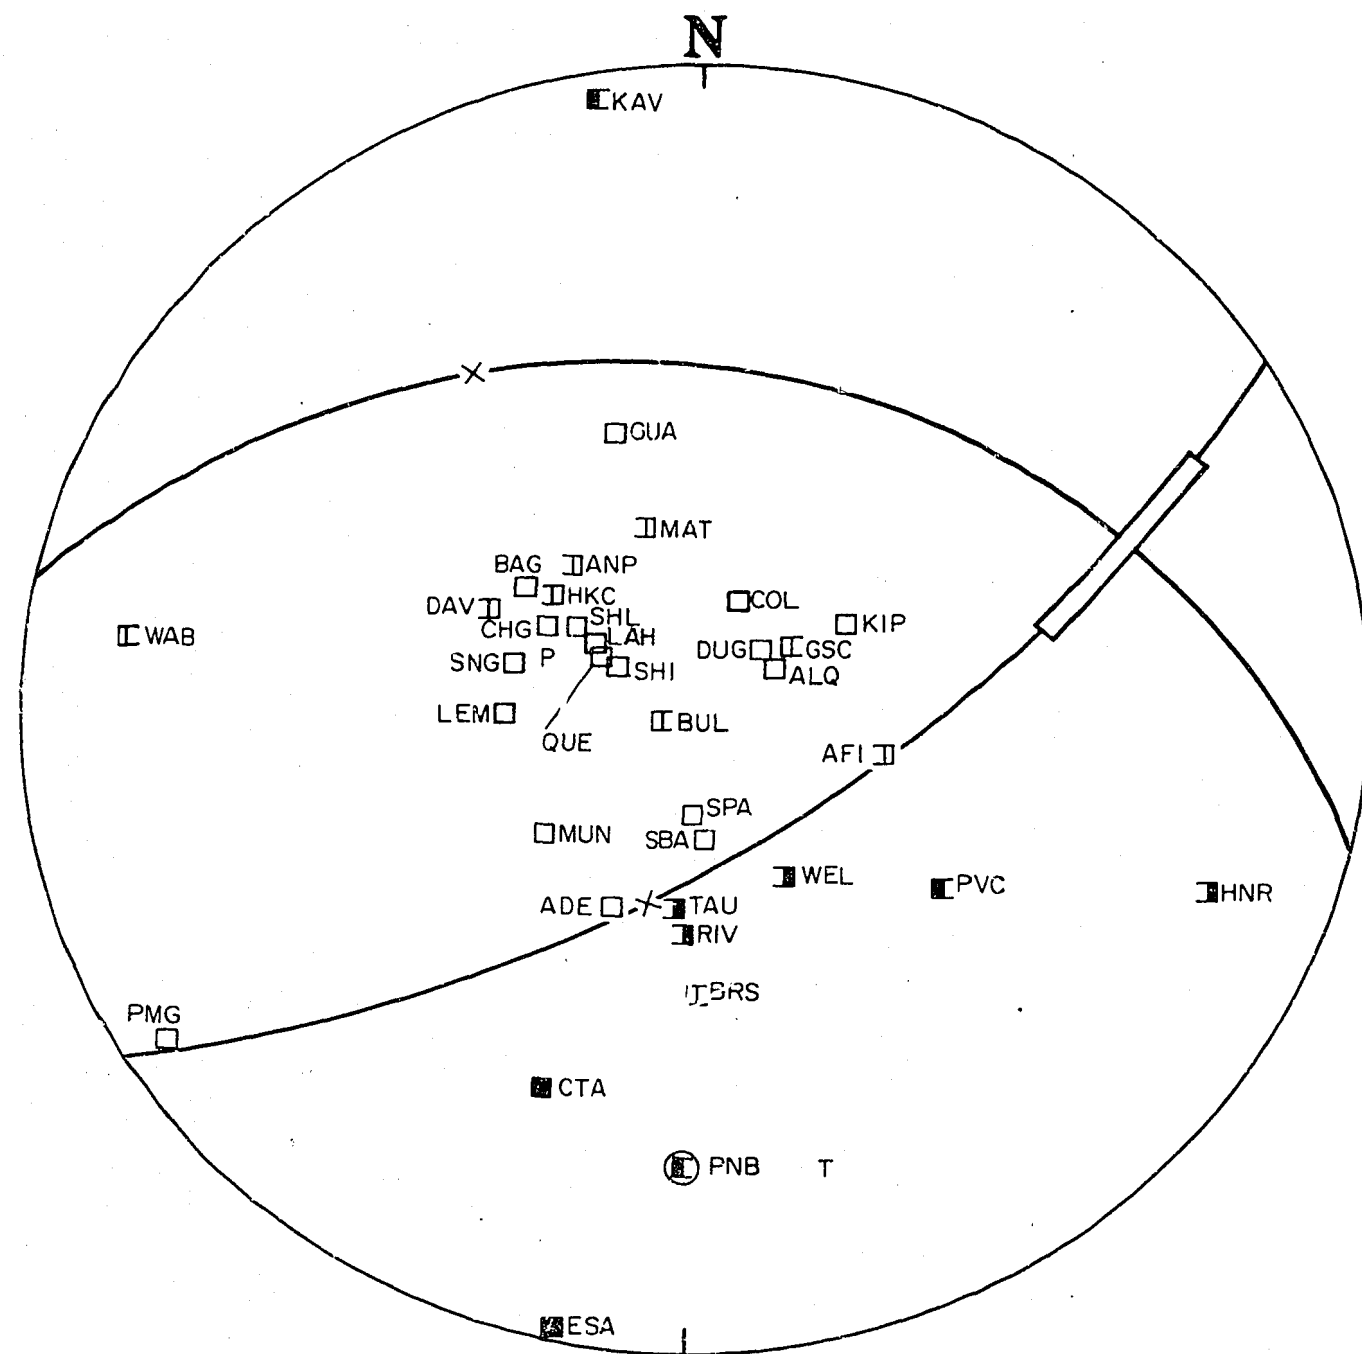 N
KAV
GUA
MAT
BAG
ANP
DAV
HKC
COL
SHL
CHG
KIP
WAB
LAH
DUG
GSC
SNG
P
SHI
ALQ
LEM
BUL
QUE
AFI
SPA
MUN
SBA
WEL
PVC
HNR
ADE
TAU
RIV
BRS
PMG
CTA
PNB
T
ESA